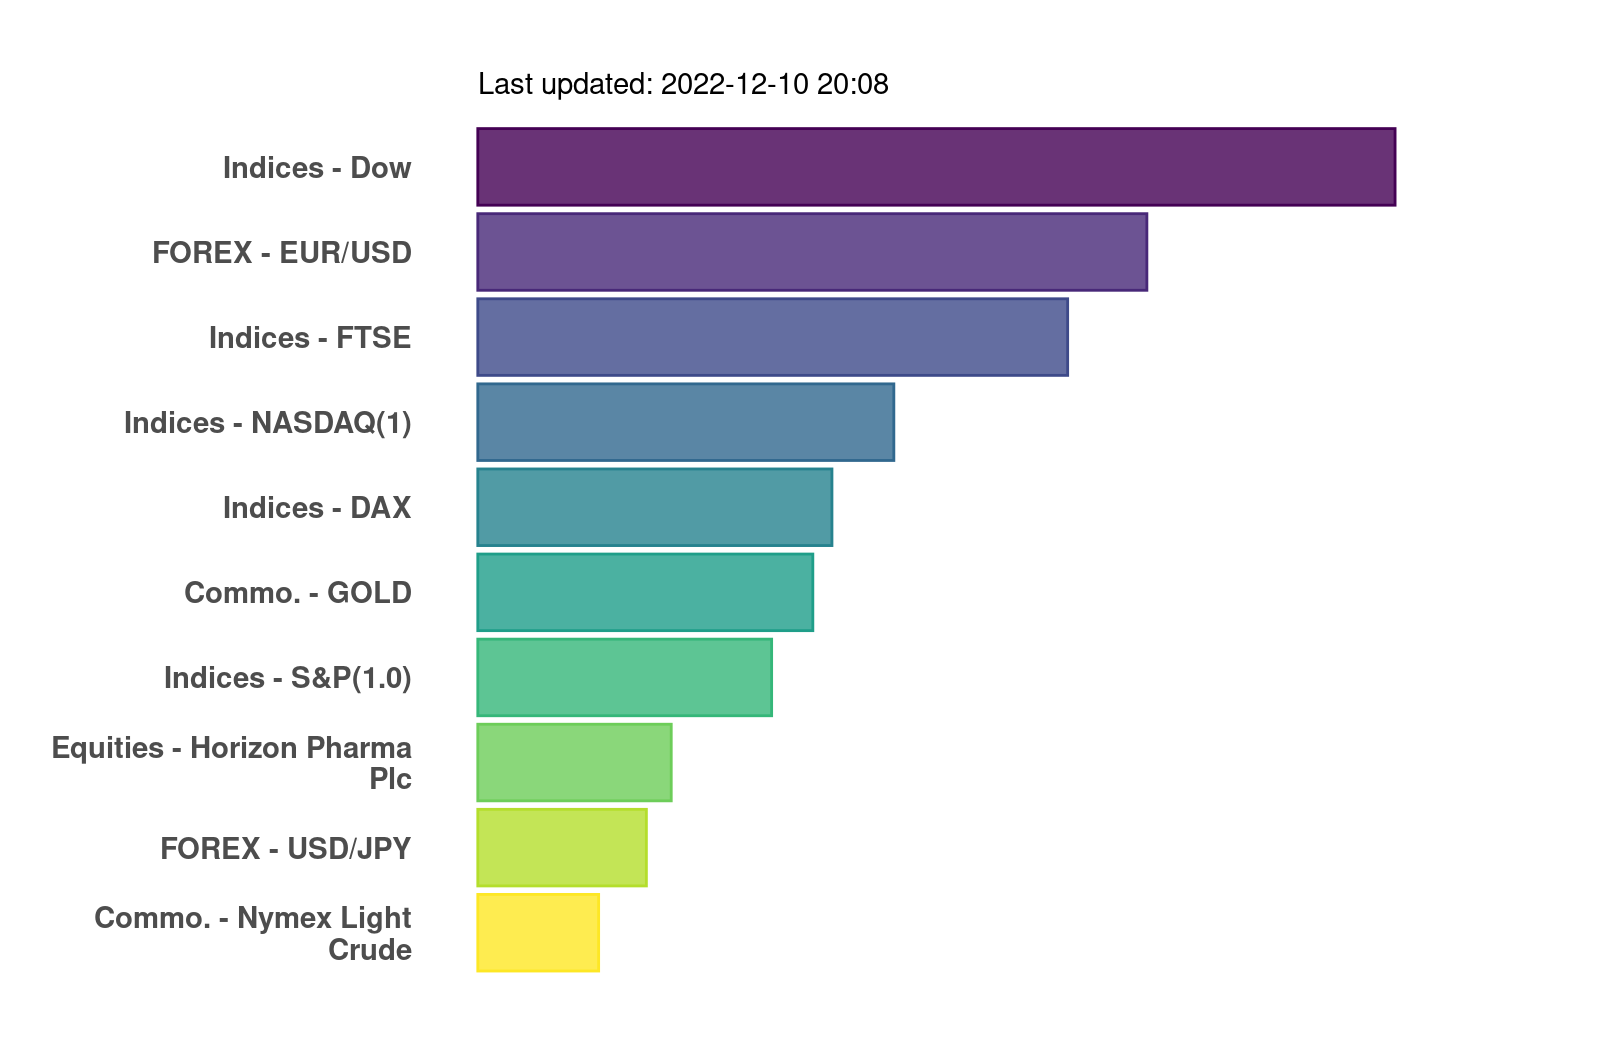 Last updated: 2022-12-10 20:08
Indices - Dow
FOREX - EUR/USD
Indices - FTSE
Indices - NASDAQ(1)
Indices - DAX
Commo. - GOLD
Indices - S&P(1.0)
Equities - Horizon Pharma
Plc
FOREX - USD/JPY
Commo. - Nymex Light
Crude